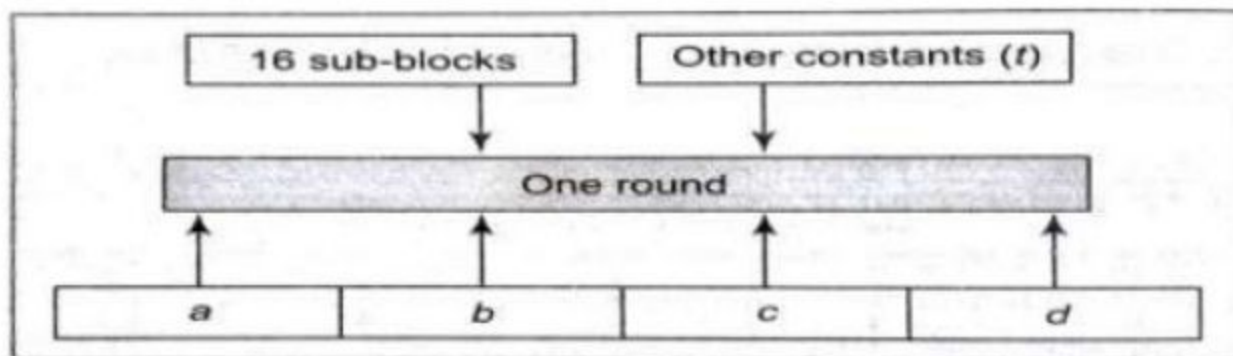 16 sub-blocks
Other constants (t)
One round
a
b
c
d